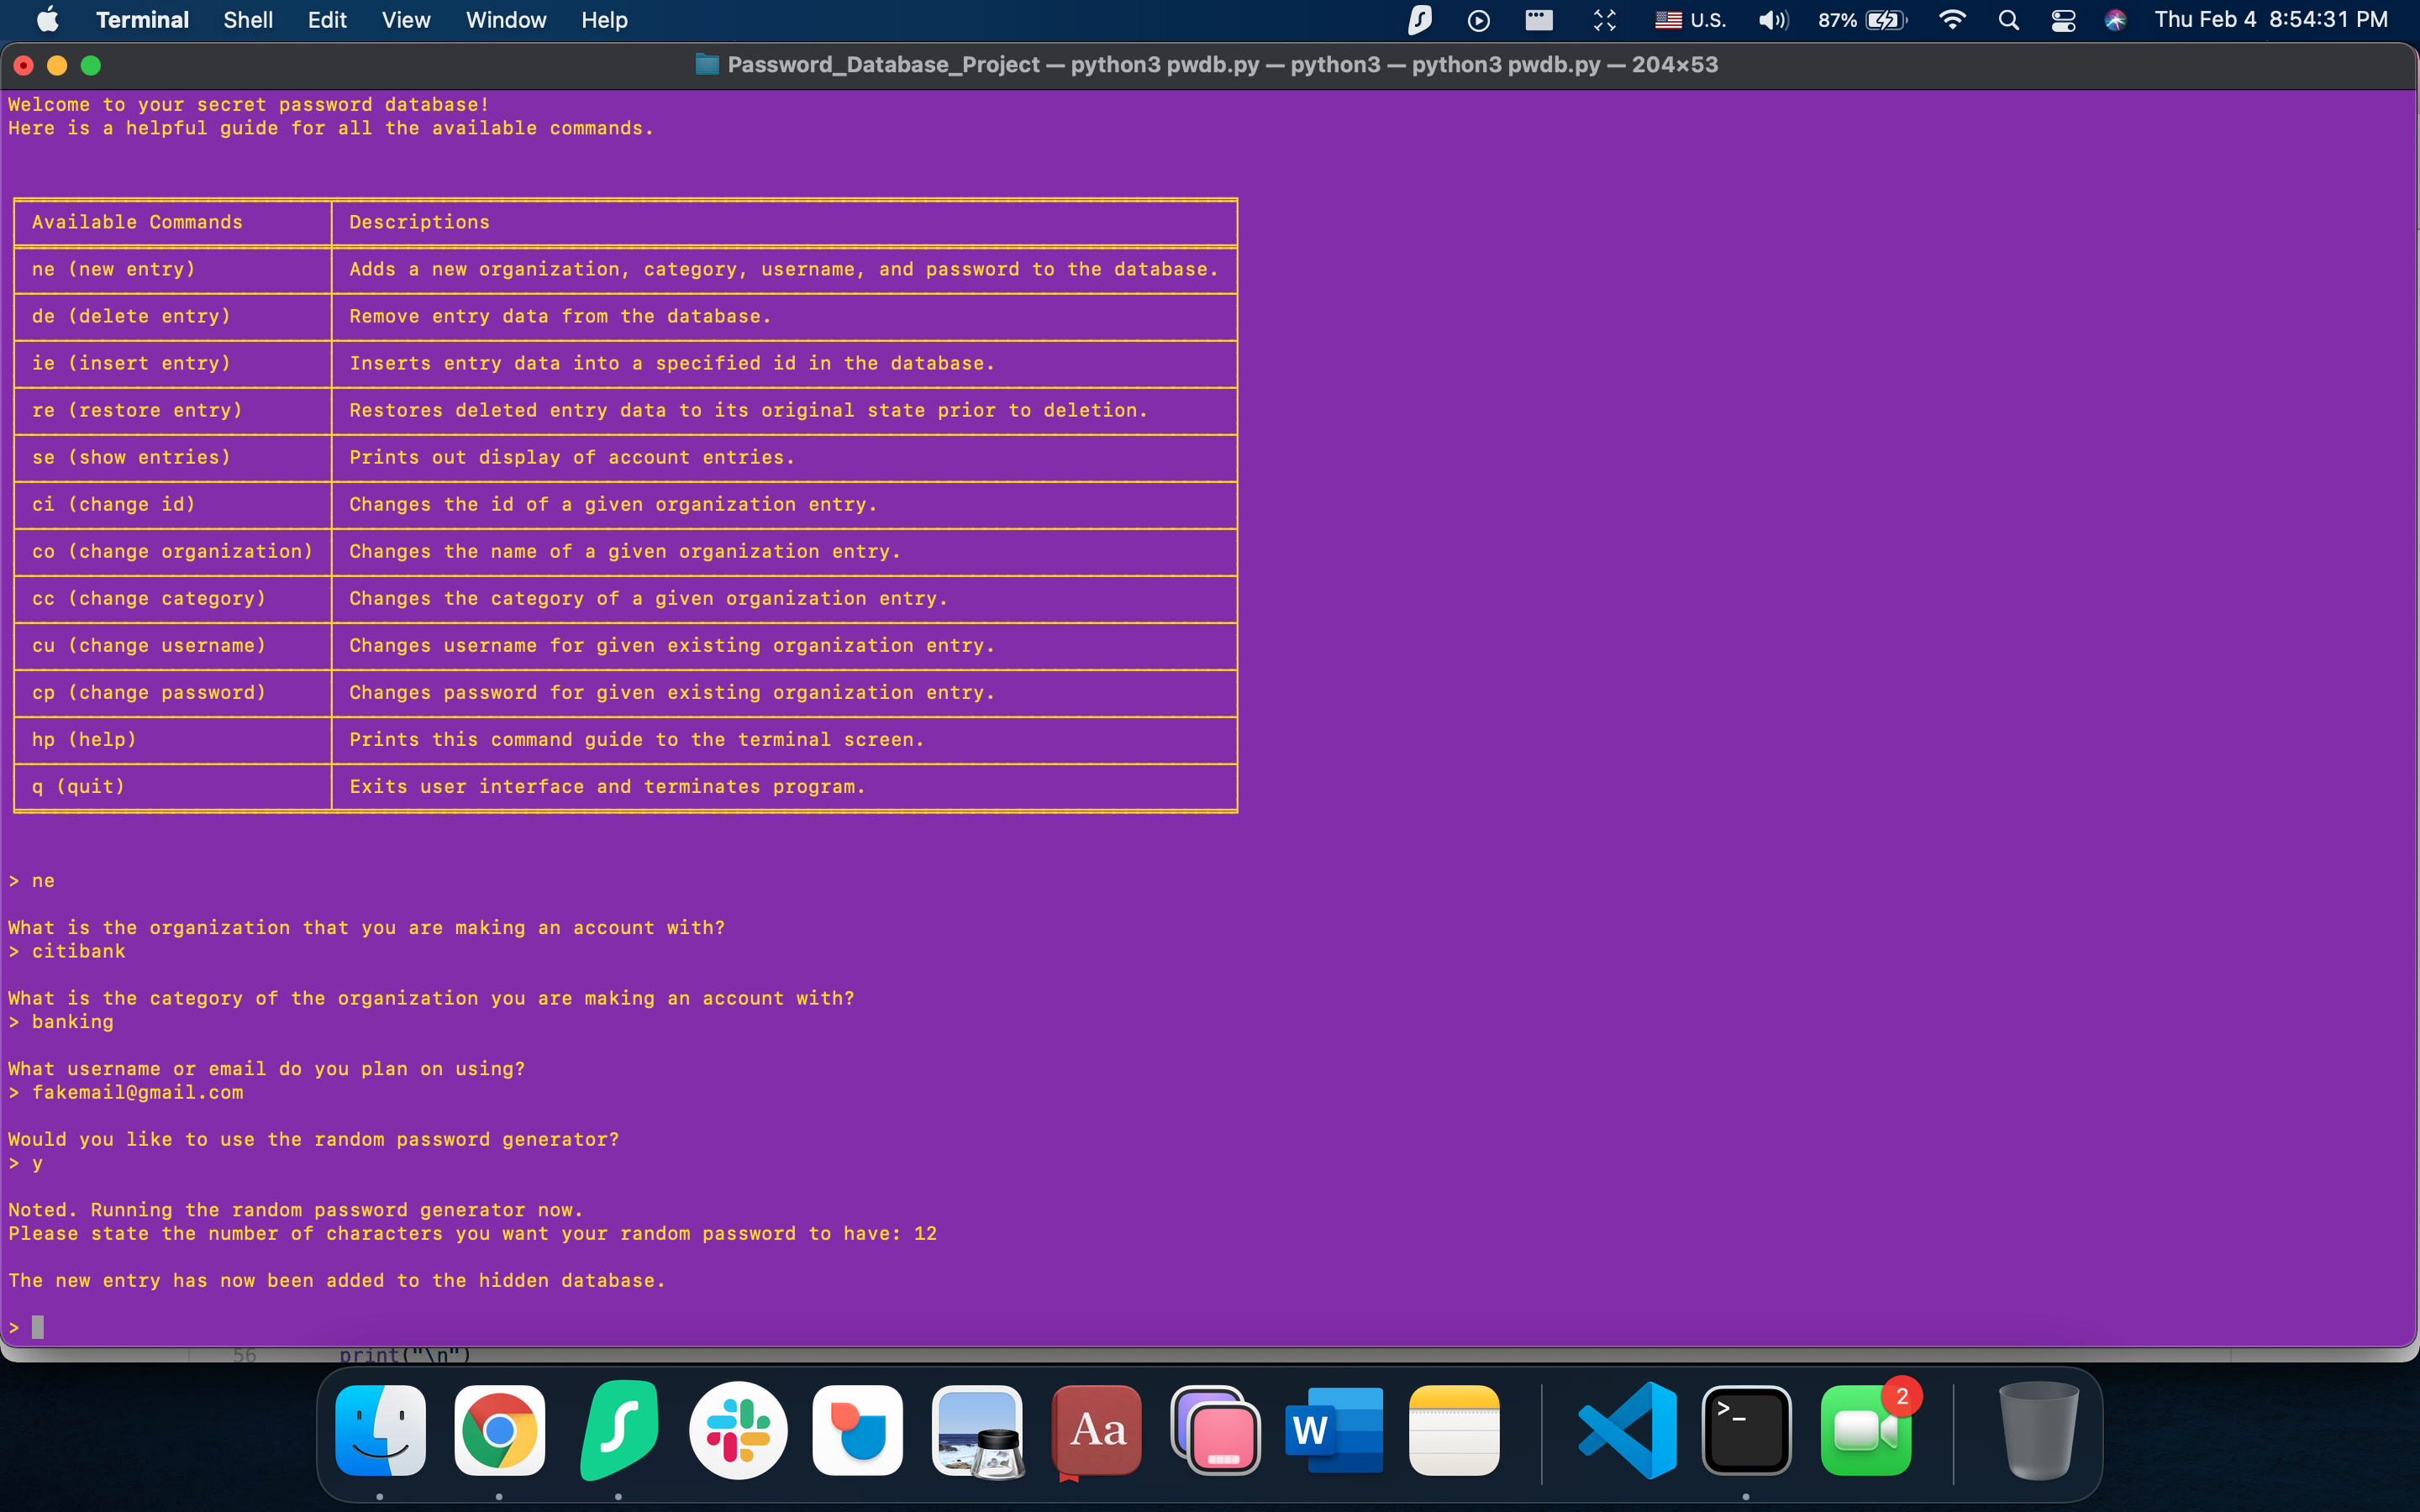 Terminal Shell Edit View Window Help U.S. 87% Thu Feb 4 8:54:31 PM
Password_Database_Project — python3 pwdb.py — python3 — python3 pwdb.py — 204×53
Welcome to your secret password database!
Here is a helpful guide for all the available commands.
Available Commands Descriptions
ne (new entry) Adds a new organization, category, username, and password to the database.
de (delete entry) Remove entry data from the database.
ie (insert entry) Inserts entry data into a specified id in the database.
re (restore entry) Restores deleted entry data to its original state prior to deletion.
se (show entries) Prints out display of account entries.
ci (change id) Changes the id of a given organization entry.
co (change organization) Changes the name of a given organization entry.
cc (change category) Changes the category of a given organization entry.
cu (change username) Changes username for given existing organization entry.
cp (change password) Changes password for given existing organization entry.
hp (help) Prints this command guide to the terminal screen.
q (quit) Exits user interface and terminates program.
> ne
What is the organization that you are making an account with?
> citibank
What is the category of the organization you are making an account with?
> banking
What username or email do you plan on using?
> fakemail@gmail.com
Would you like to use the random password generator?
> y
Noted. Running the random password generator now.
Please state the number of characters you want your random password to have: 12
The new entry has now been added to the hidden database.
>
56 print("\n")
Aa W >_ 2